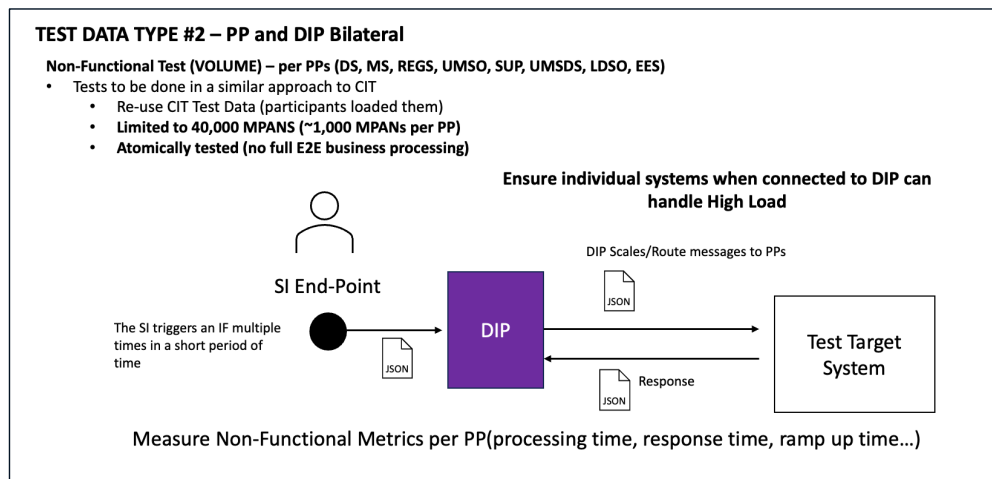 TEST DATA TYPE #2 – PP and DIP Bilateral
Non-Functional Test (VOLUME) – per PPs (DS, MS, REGS, UMSO, SUP, UMSDS, LDSO, EES)
• Tests to be done in a similar approach to CIT
• Re-use CIT Test Data (participants loaded them)
• Limited to 40,000 MPANS (~1,000 MPANs per PP)
• Atomically tested (no full E2E business processing)
Ensure individual systems when connected to DIP can
handle High Load
DIP Scales/Route messages to PPs
SI End-Point
JSON
The SI triggers an IF multiple
times in a short period of
time
JSON
DIP
Test Target
System
Response
JSON
Measure Non-Functional Metrics per PP(processing time, response time, ramp up time…)